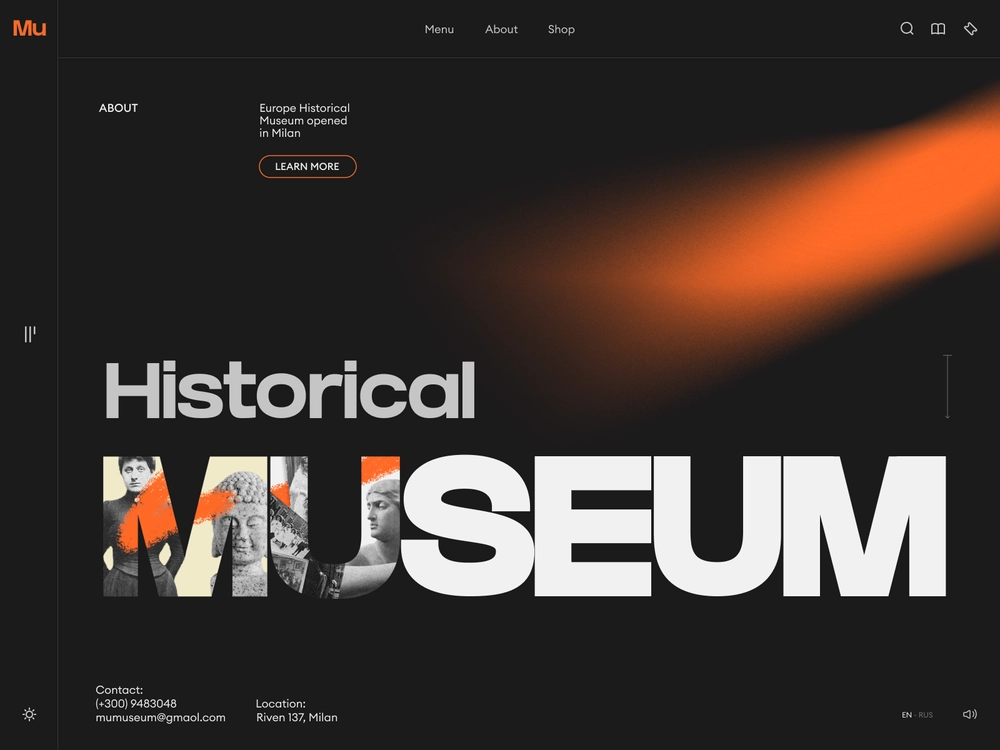 Mu
Menu
About
Shop
ABOUT
Europe Historical
Museum opened
in Milan
LEARN MORE
Historical
MUSEUM
Contact:
(+300) 9483048
mumuseum@gmaol.com
Location:
Riven 137, Milan
EN - RUS